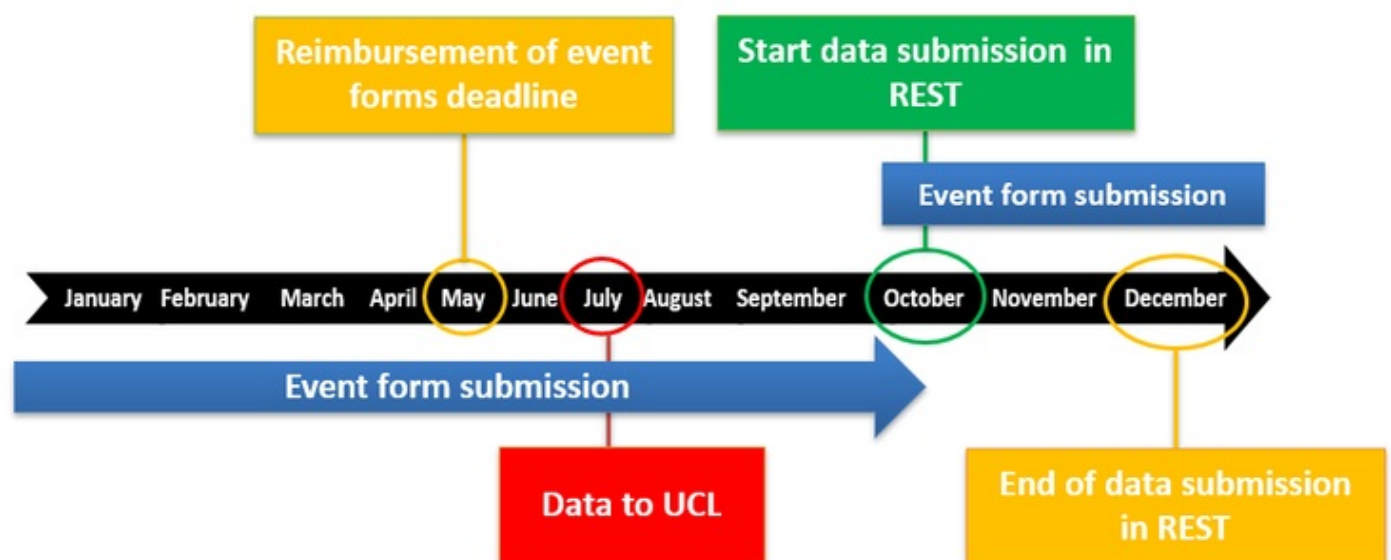 Reimbursement of event
forms deadline
Start data submission in
REST
Event form submission
January February March April May June July August September October November December
Event form submission
Data to UCL
End of data submission
in REST